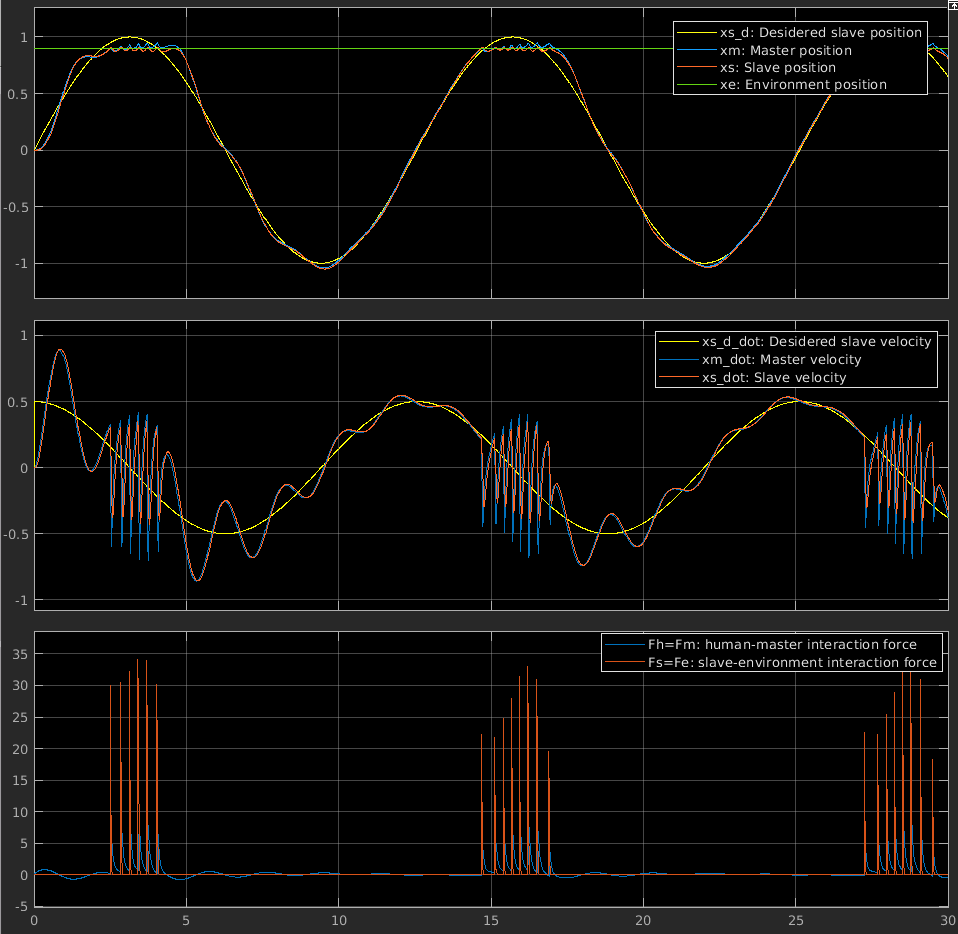 1
0.5
0
-0.5
-1
xs_d: Desidered slave position
xm: Master position
xs: Slave position
xe: Environment position
1
0.5
0
-0.5
-1
xs_d_dot: Desidered slave velocity
xm_dot: Master velocity
xs_dot: Slave velocity
35
30
25
20
15
10
5
0
-5
Fh=Fm: human-master interaction force
Fs=Fe: slave-environment interaction force
0 5 10 15 20 25 30